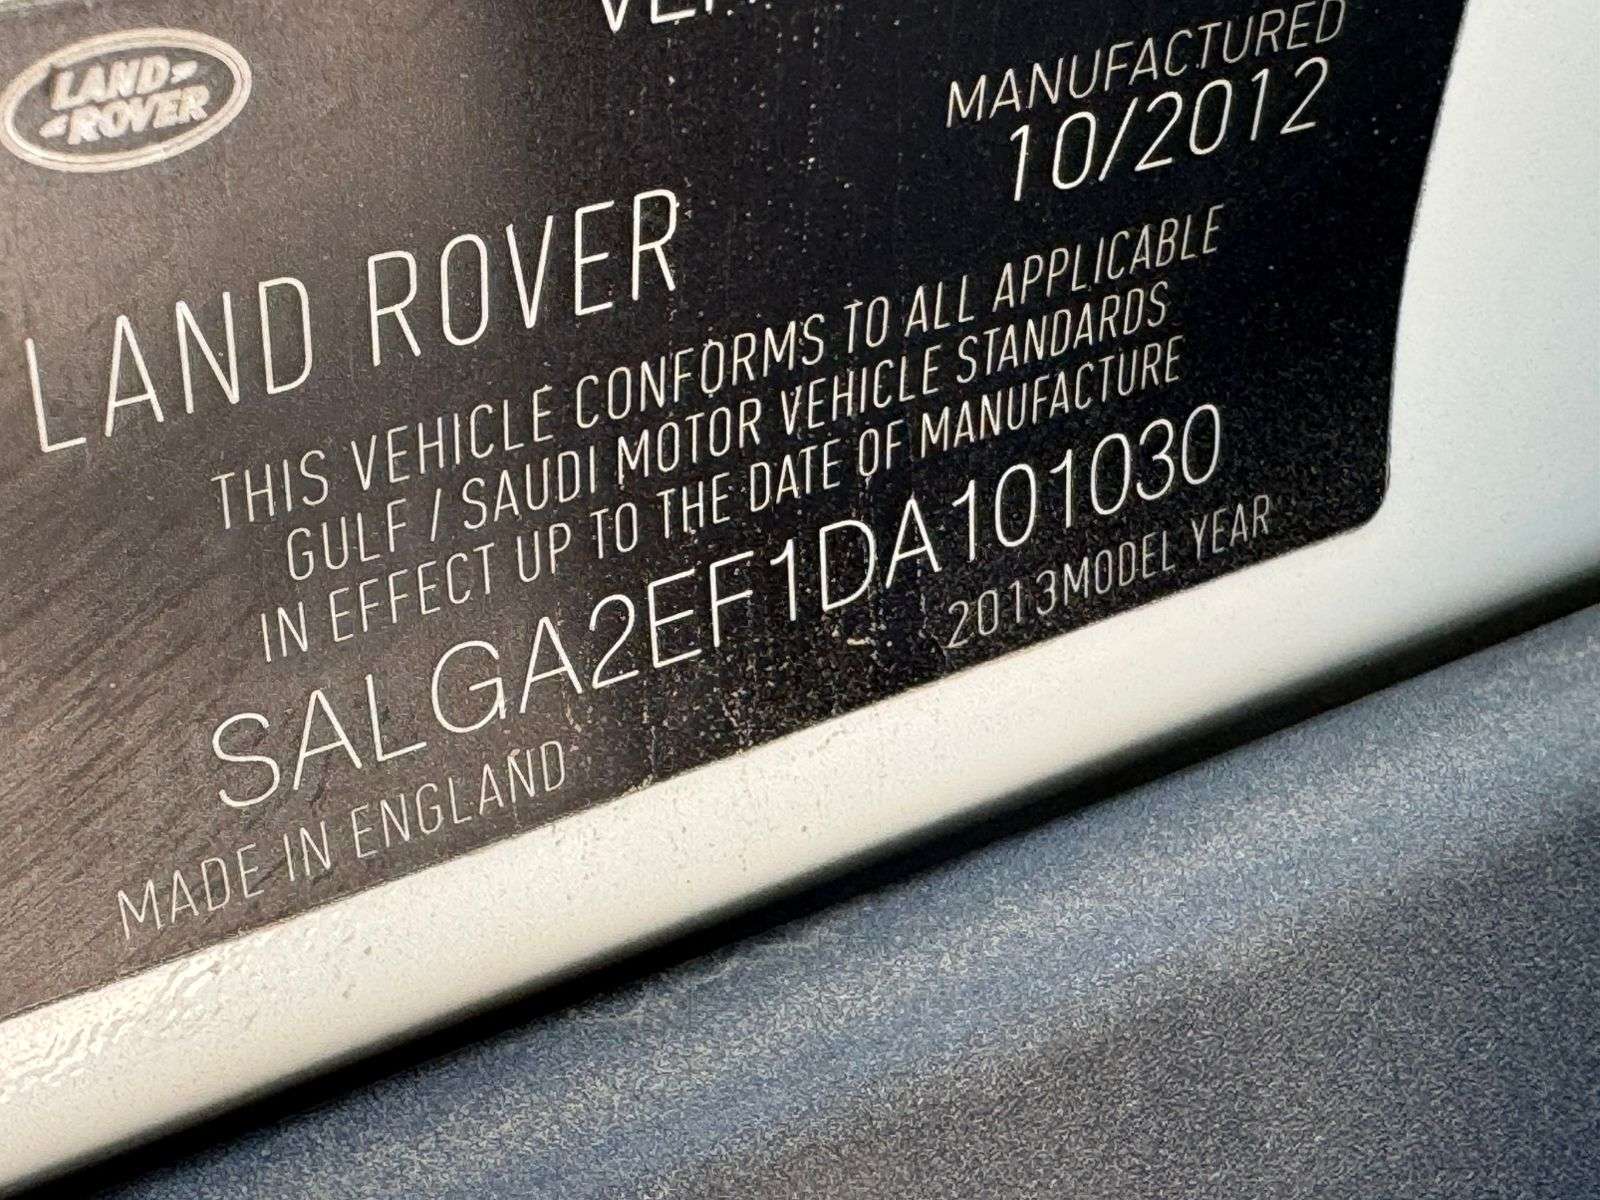 LAND-
-ROVER
MANUFACTURED
10/2012
LAND ROVER
THIS VEHICLE CONFORMS TO ALL APPLICABLE
GULF / SAUDI MOTOR VEHICLE STANDARDS
IN EFFECT UP TO THE DATE OF MANUFACTURE
SALGA2EF1DA101030
2013MODEL YEAR
MADE IN ENGLAND